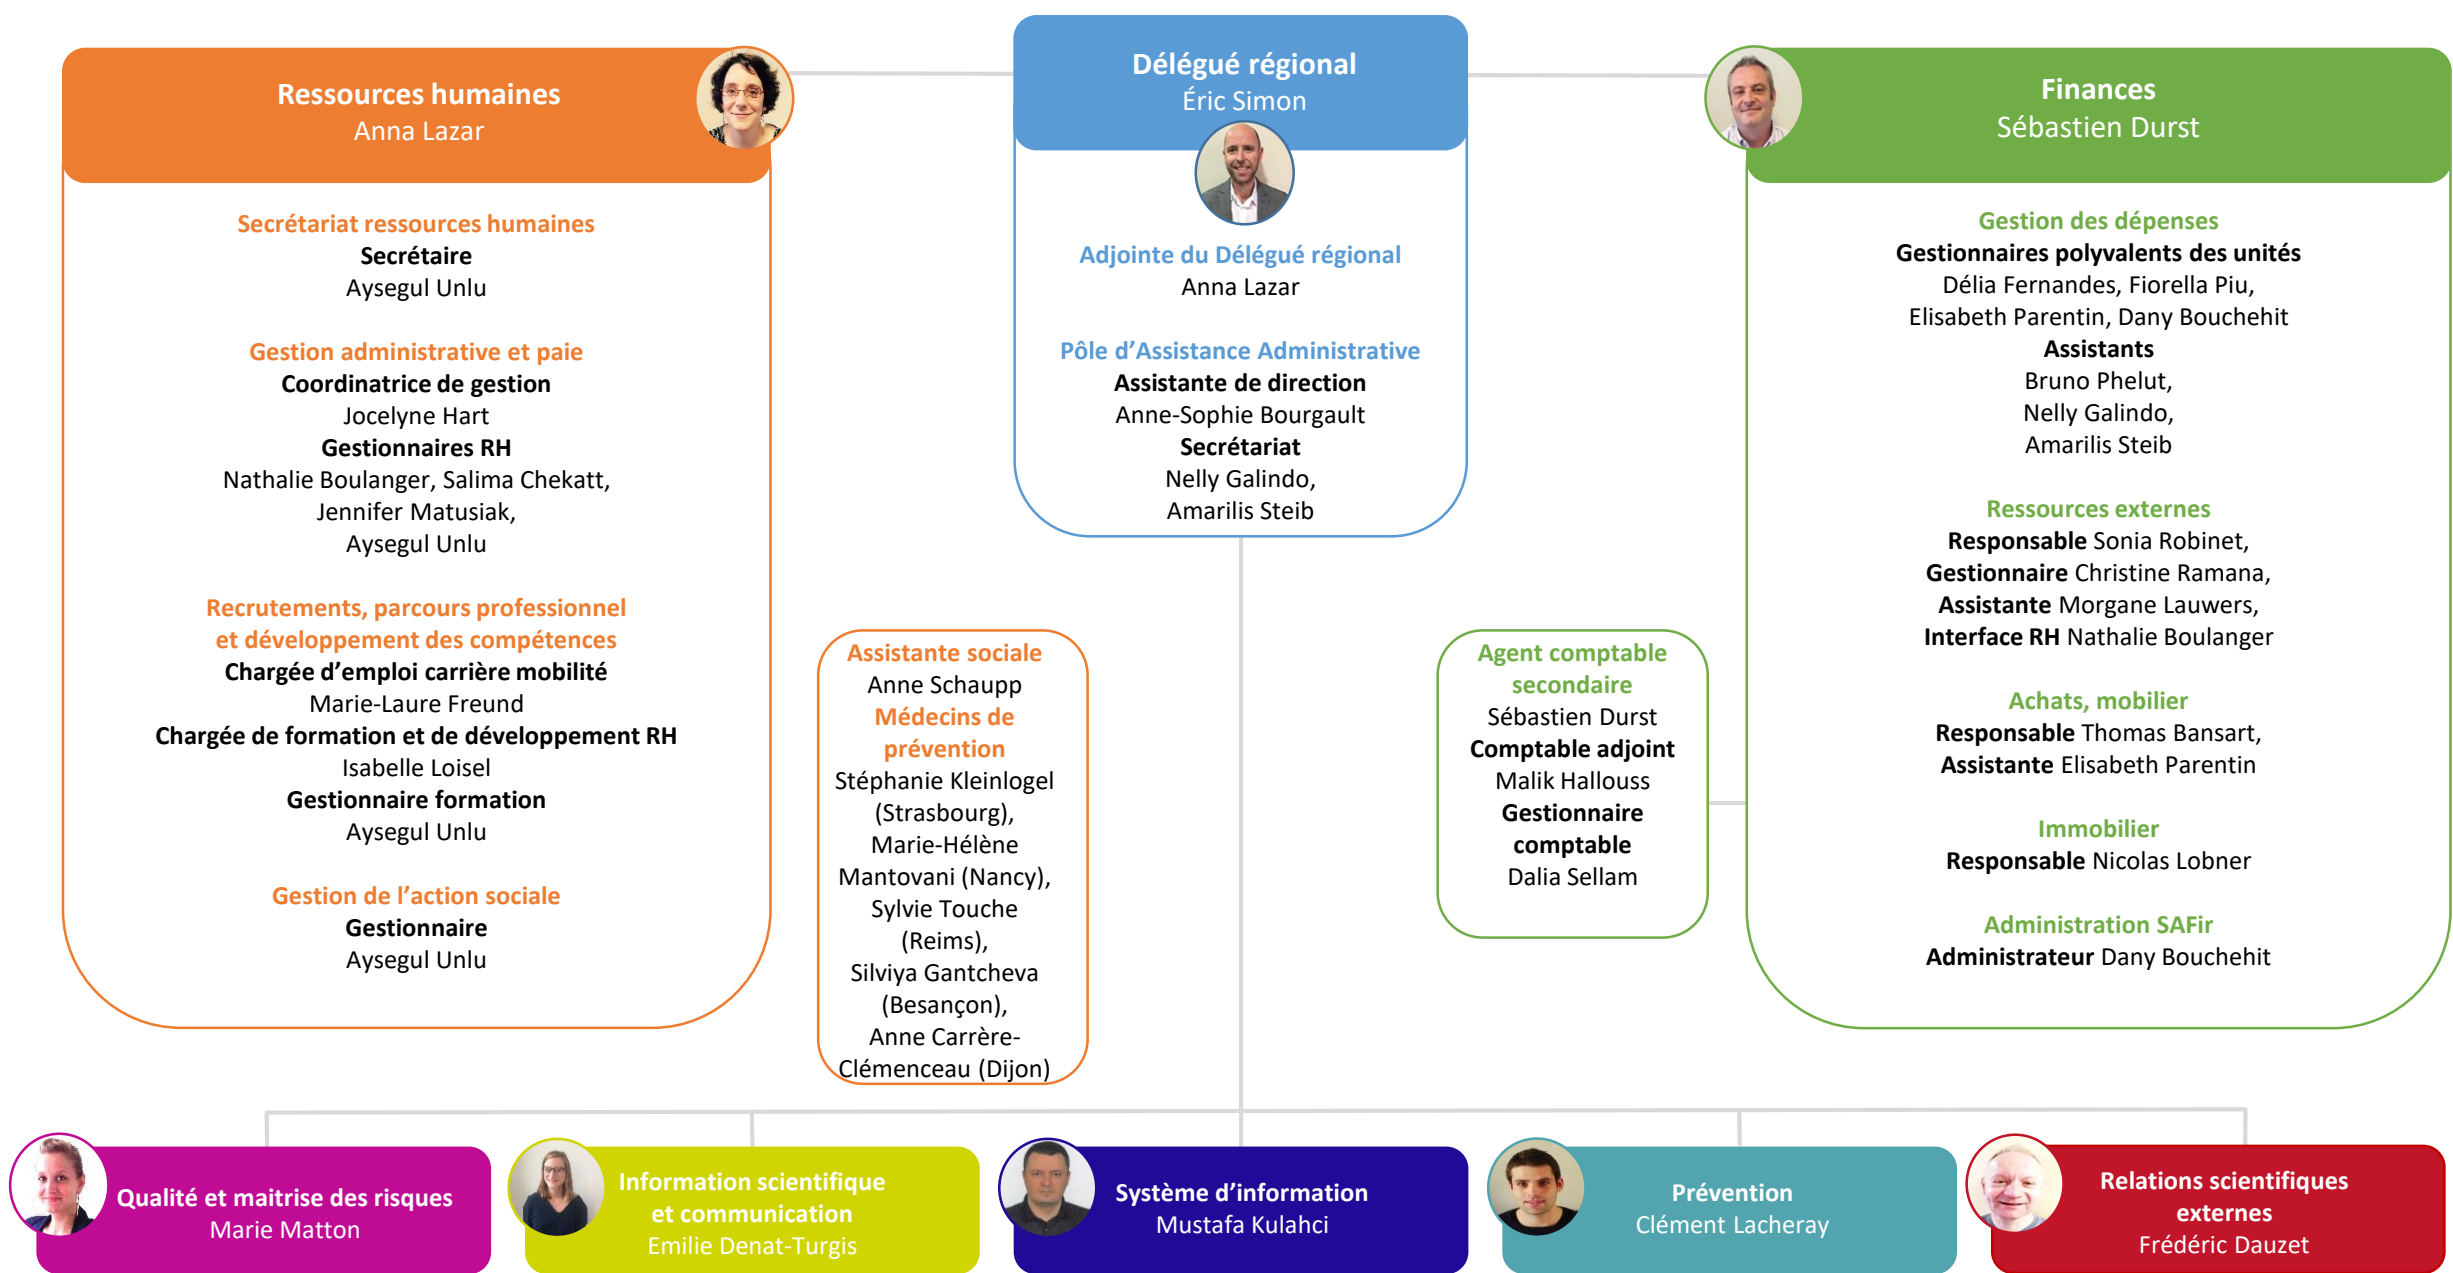 Ressources humaines
Anna Lazar
Secrétariat ressources humaines
Secrétaire
Aysegul Unlu
Gestion administrative et paie
Coordinatrice de gestion
Jocelyne Hart
Gestionnaires RH
Nathalie Boulanger, Salima Chekatt,
Jennifer Matusiak,
Aysegul Unlu
Recrutements, parcours professionnel
et développement des compétences
Chargée d’emploi carrière mobilité
Marie-Laure Freund
Chargée de formation et de développement RH
Isabelle Loisel
Gestionnaire formation
Aysegul Unlu
Gestion de l’action sociale
Gestionnaire
Aysegul Unlu
Délégué régional
Éric Simon
Adjointe du Délégué régional
Anna Lazar
Pôle d’Assistance Administrative
Assistante de direction
Anne-Sophie Bourgault
Secrétariat
Nelly Galindo,
Amarilis Steib
Finances
Sébastien Durst
Gestion des dépenses
Gestionnaires polyvalents des unités
Délia Fernandes, Fiorella Piu,
Elisabeth Parentin, Dany Bouchehit
Assistants
Bruno Phelut,
Nelly Galindo,
Amarilis Steib
Ressources externes
Responsable Sonia Robinet,
Gestionnaire Christine Ramana,
Assistante Morgane Lauwers,
Interface RH Nathalie Boulanger
Achats, mobilier
Responsable Thomas Bansart,
Assistante Elisabeth Parentin
Immobilier
Responsable Nicolas Lobner
Administration SAFir
Administrateur Dany Bouchehit
Assistante sociale
Anne Schaupp
Médecins de
prévention
Stéphanie Kleinlogel
(Strasbourg),
Marie-Hélène
Mantovani (Nancy),
Sylvie Touche
(Reims),
Silviya Gantcheva
(Besançon),
Anne Carrère-
Clémenceau (Dijon)
Agent comptable
secondaire
Sébastien Durst
Comptable adjoint
Malik Hallouss
Gestionnaire
comptable
Dalia Sellam
Qualité et maitrise des risques
Marie Matton
Information scientifique
et communication
Emilie Denat-Turgis
Système d’information
Mustafa Kulahci
Prévention
Clément Lacheray
Relations scientifiques
externes
Frédéric Dauzet